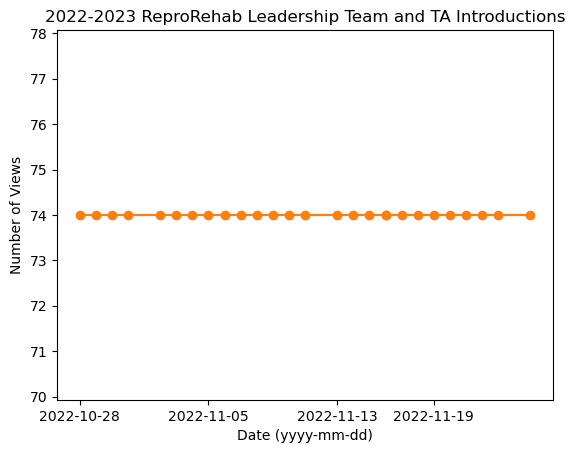 2022-2023 ReproRehab Leadership Team and TA Introductions
78
77
76
75
74
73
72
71
70
Number of Views
2022-10-28 2022-11-05 2022-11-13 2022-11-19
Date (yyyy-mm-dd)